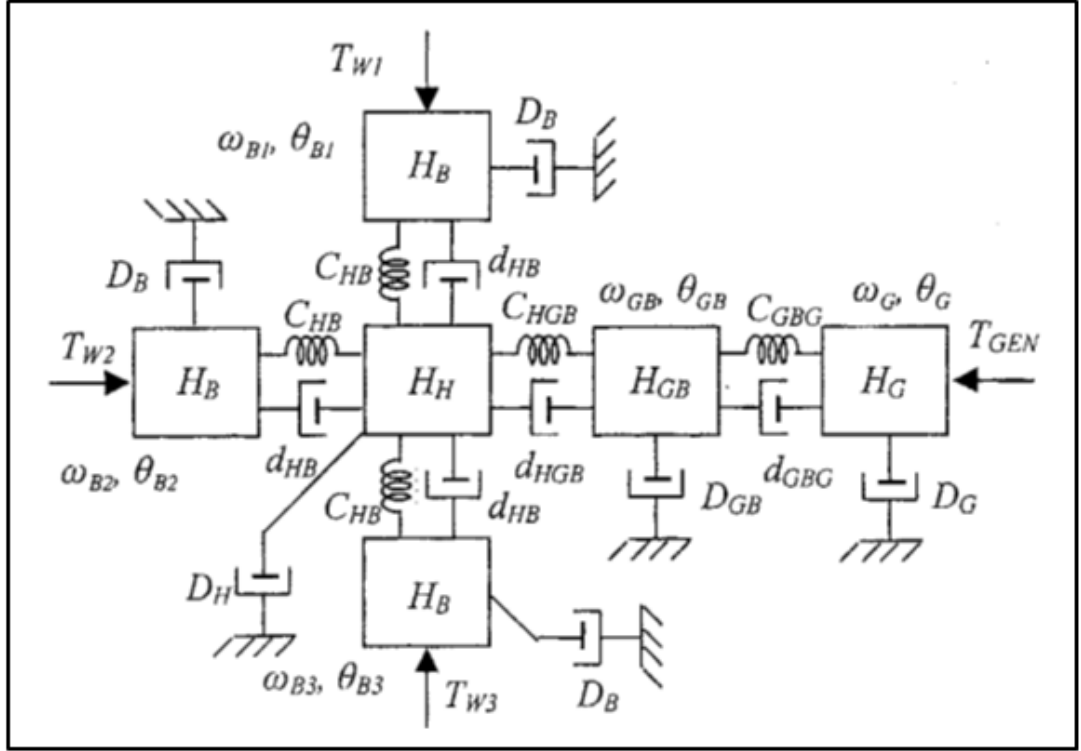 T_W1
ω_B1, θ_B1
H_B
D_B
D_B
C_HB
d_HB
T_W2
H_B
C_HB
d_HB
ω_B2, θ_B2
H_H
C_HGB
d_HGB
ω_GB, θ_GB
H_GB
D_GB
C_GBG
d_GBG
ω_G, θ_G
H_G
T_GEN
D_G
C_HB
d_HB
D_H
H_B
D_B
ω_B3, θ_B3
T_W3